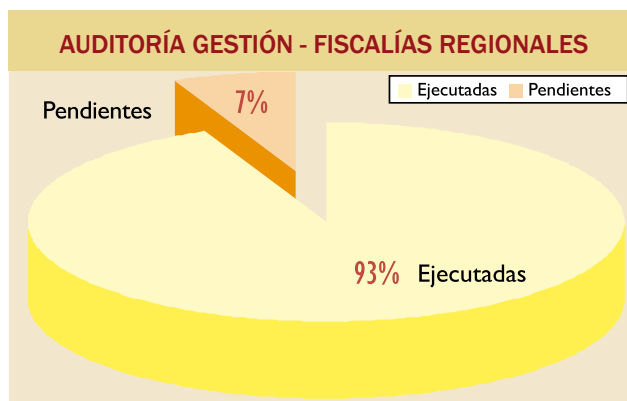 AUDITORÍA GESTIÓN - FISCALÍAS REGIONALES
Ejecutadas Pendientes
7%
Pendientes
93% Ejecutadas